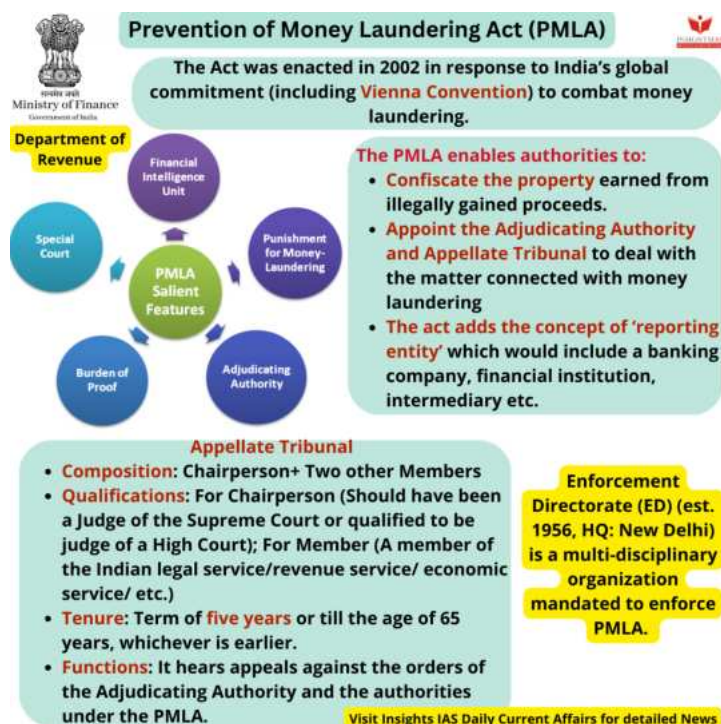 Prevention of Money Laundering Act (PMLA)
सत्यमेव जयते
Ministry of Finance
Government of India
The Act was enacted in 2002 in response to India's global
commitment (including Vienna Convention) to combat money
laundering.
Department of
Revenue
Financial
Intelligence
Unit
Special
Court
Punishment
for Money-
Laundering
PMLA
Salient
Features
Burden of
Proof
Adjudicating
Authority
The PMLA enables authorities to:
• Confiscate the property earned from
illegally gained proceeds.
• Appoint the Adjudicating Authority
and Appellate Tribunal to deal with
the matter connected with money
laundering
• The act adds the concept of 'reporting
entity' which would include a banking
company, financial institution,
intermediary etc.
Appellate Tribunal
• Composition: Chairperson+ Two other Members
• Qualifications: For Chairperson (Should have been
a Judge of the Supreme Court or qualified to be
judge of a High Court); For Member (A member of
the Indian legal service/revenue service/ economic
service/ etc.)
• Tenure: Term of five years or till the age of 65
years, whichever is earlier.
• Functions: It hears appeals against the orders of
the Adjudicating Authority and the authorities
under the PMLA.
Enforcement
Directorate (ED) (est.
1956, HQ: New Delhi)
is a multi-disciplinary
organization
mandated to enforce
PMLA.
Visit Insights IAS Daily Current Affairs for detailed News